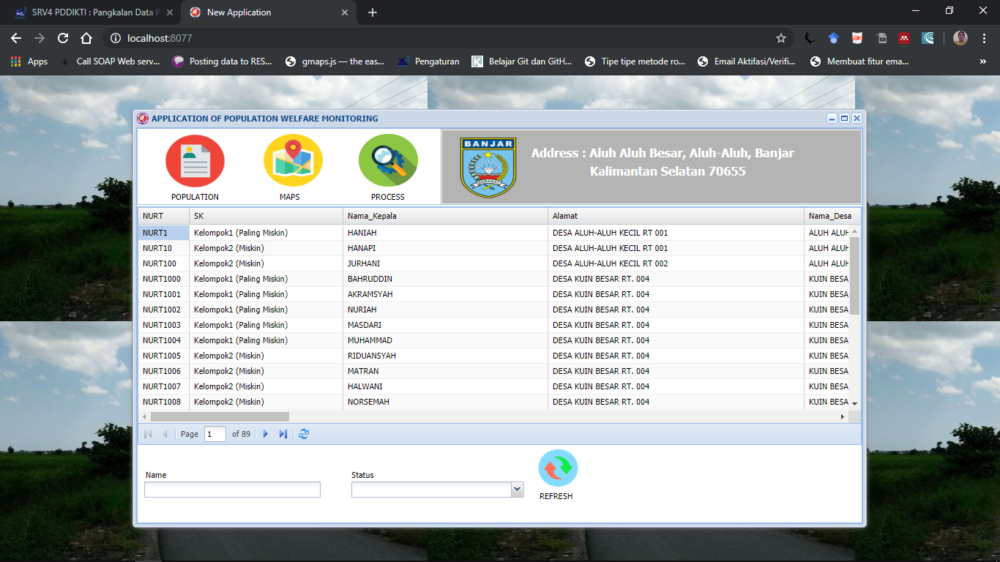 SRV4 PDDIKTI : Pangkalan Data P
New Application
localhost:8077
Apps
Call SOAP Web serv...
Posting data to RES...
gmaps.js — the eas...
Pengaturan
Belajar Git dan GitH...
Tipe tipe metode ro...
Email Aktifasi/Verifi...
Membuat fitur ema...
APPLICATION OF POPULATION WELFARE MONITORING
POPULATION
MAPS
PROCESS
BANJAR
BARAKAT
Address : Aluh Aluh Besar, Aluh-Aluh, Banjar
Kalimantan Selatan 70655
NURT SK Nama_Kepala Alamat Nama_Desa
NURT1 Kelompok1 (Paling Miskin) HANIAH DESA ALUH-ALUH KECIL RT 001 ALUH ALUH
NURT10 Kelompok2 (Miskin) HANAPI DESA ALUH-ALUH KECIL RT 001 ALUH ALUH
NURT100 Kelompok2 (Miskin) JURHANI DESA ALUH-ALUH KECIL RT 002 ALUH ALUH
NURT1000 Kelompok1 (Paling Miskin) BAHRUDDIN DESA KUIN BESAR RT. 004 KUIN BESA
NURT1001 Kelompok1 (Paling Miskin) AKRAMSYAH DESA KUIN BESAR RT. 004 KUIN BESA
NURT1002 Kelompok1 (Paling Miskin) NURIAH DESA KUIN BESAR RT. 004 KUIN BESA
NURT1003 Kelompok1 (Paling Miskin) MASDARI DESA KUIN BESAR RT. 004 KUIN BESA
NURT1004 Kelompok1 (Paling Miskin) MUHAMMAD DESA KUIN BESAR RT. 004 KUIN BESA
NURT1005 Kelompok2 (Miskin) RIDUANSYAH DESA KUIN BESAR RT. 004 KUIN BESA
NURT1006 Kelompok2 (Miskin) MATRAN DESA KUIN BESAR RT. 004 KUIN BESA
NURT1007 Kelompok2 (Miskin) HALWANI DESA KUIN BESAR RT. 004 KUIN BESA
NURT1008 Kelompok2 (Miskin) NORSEMAH DESA KUIN BESAR RT. 004 KUIN BESA
Page 1 of 89
Name
Status
REFRESH